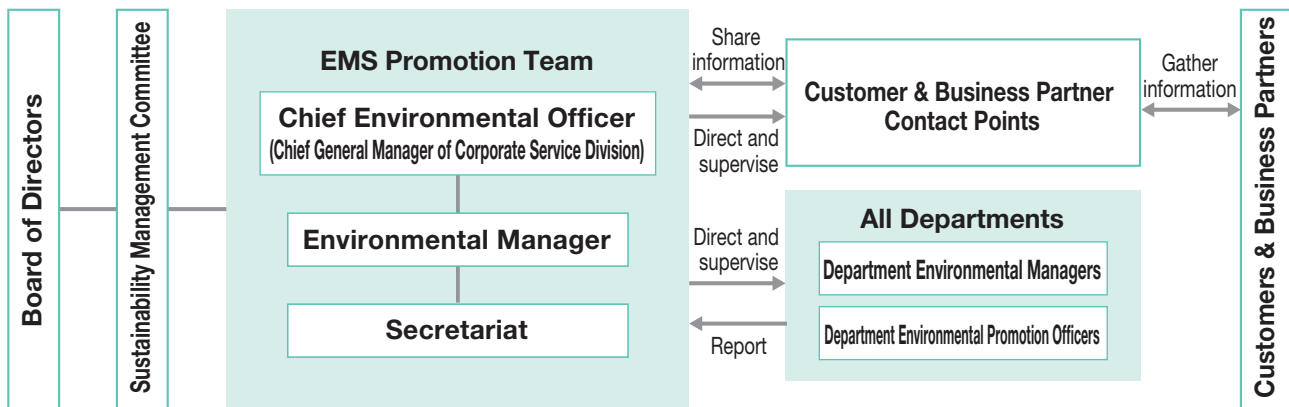 Board of Directors
Sustainability Management Committee
EMS Promotion Team
Chief Environmental Officer
(Chief General Manager of Corporate Service Division)
Environmental Manager
Secretariat
Share
information
Direct and
supervise
Customer & Business Partner
Contact Points
Gather
information
Direct and
supervise
Report
All Departments
Department Environmental Managers
Department Environmental Promotion Officers
Customers & Business Partners